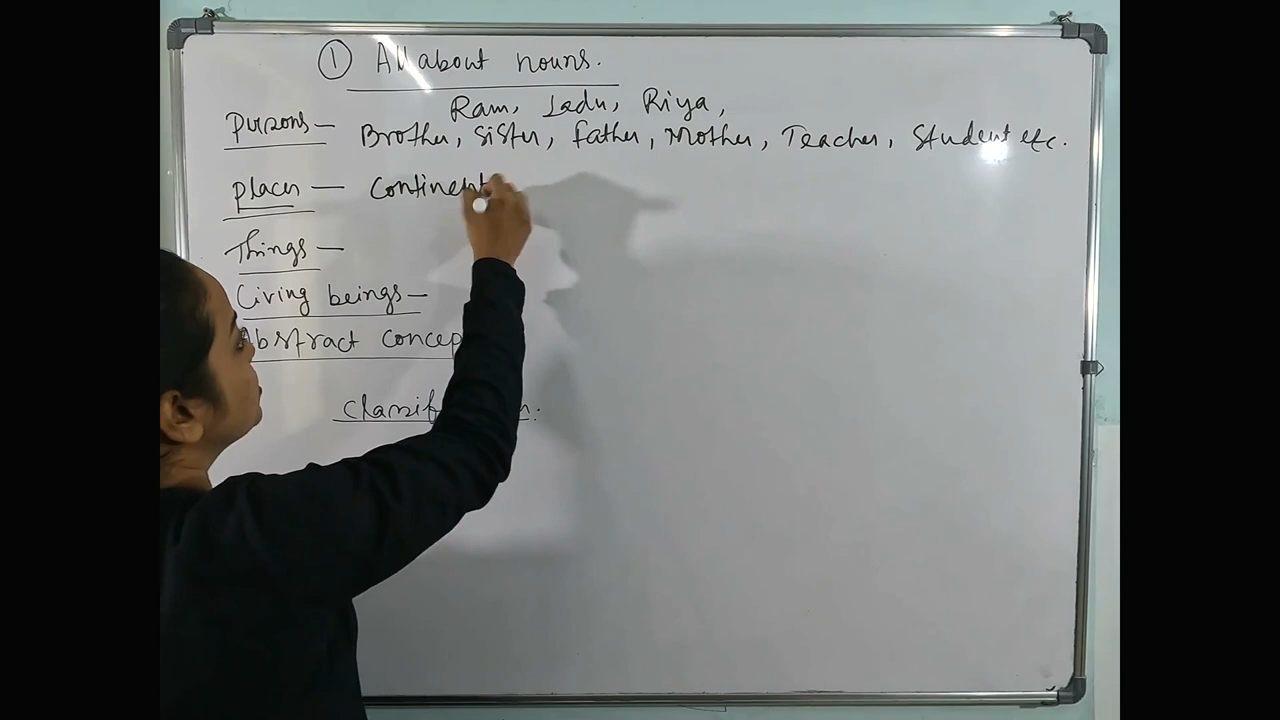 ① All about nouns.
Ram, Ladu, Riya,
Persons — Brother, Sister, Father, Mother, Teacher, Student etc.
Places — Continent
Things —
Living beings —
Abstract Concep